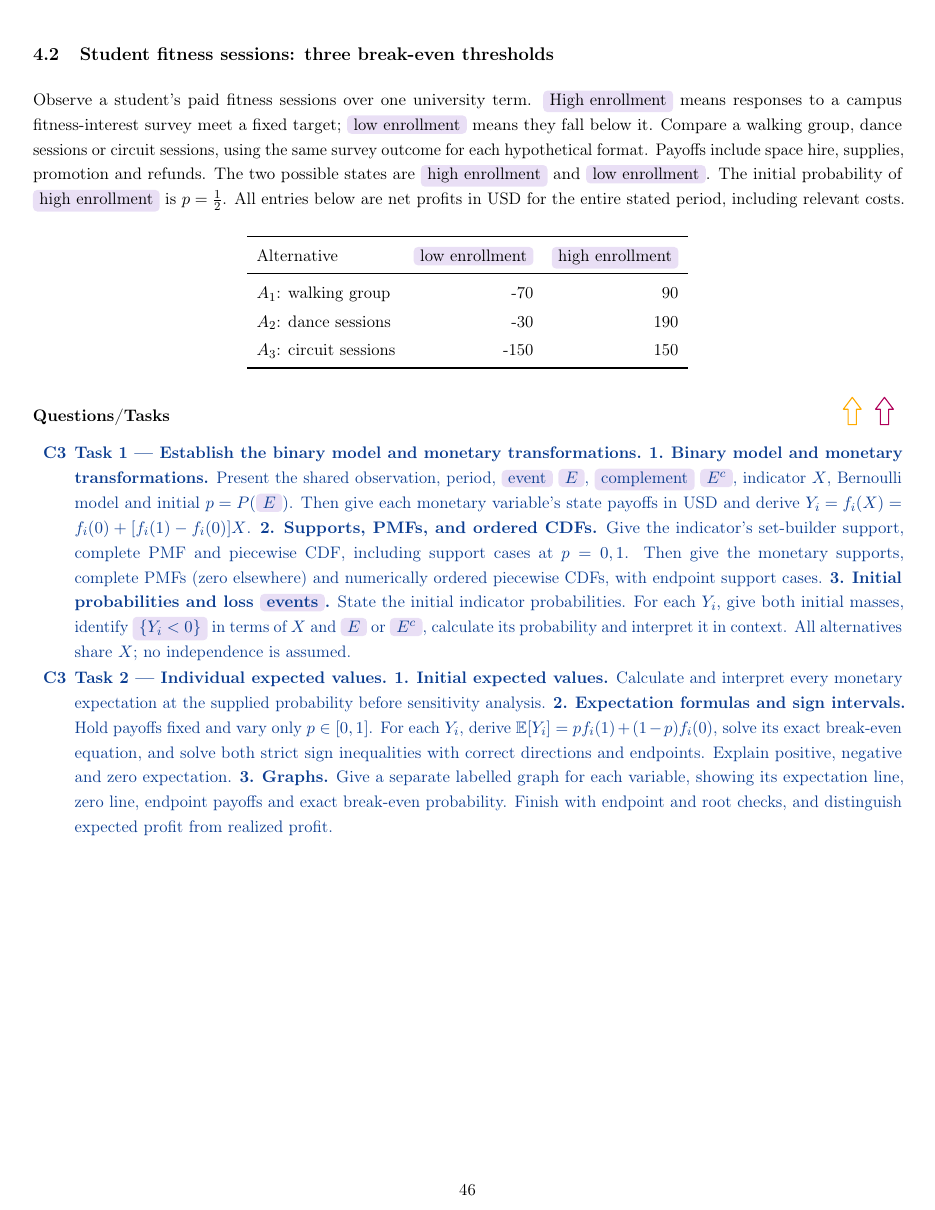 4.2 Student fitness sessions: three break-even thresholds
Observe a student's paid fitness sessions over one university term. High enrollment means responses to a campus
fitness-interest survey meet a fixed target; low enrollment means they fall below it. Compare a walking group, dance
sessions or circuit sessions, using the same survey outcome for each hypothetical format. Payoffs include space hire, supplies,
promotion and refunds. The two possible states are high enrollment and low enrollment. The initial probability of
high enrollment is p = 1/2. All entries below are net profits in USD for the entire stated period, including relevant costs.
Alternative low enrollment high enrollment
A₁: walking group -70 90
A₂: dance sessions -30 190
A₃: circuit sessions -150 150
Questions/Tasks
C3 Task 1 — Establish the binary model and monetary transformations. 1. Binary model and monetary
transformations. Present the shared observation, period, event E, complement Eᶜ, indicator X, Bernoulli
model and initial p = P(E). Then give each monetary variable's state payoffs in USD and derive Yᵢ = fᵢ(X) =
fᵢ(0) + [fᵢ(1) − fᵢ(0)]X. 2. Supports, PMFs, and ordered CDFs. Give the indicator's set-builder support,
complete PMF and piecewise CDF, including support cases at p = 0, 1. Then give the monetary supports,
complete PMFs (zero elsewhere) and numerically ordered piecewise CDFs, with endpoint support cases. 3. Initial
probabilities and loss events. State the initial indicator probabilities. For each Yᵢ, give both initial masses,
identify {Yᵢ < 0} in terms of X and E or Eᶜ, calculate its probability and interpret it in context. All alternatives
share X; no independence is assumed.
C3 Task 2 — Individual expected values. 1. Initial expected values. Calculate and interpret every monetary
expectation at the supplied probability before sensitivity analysis. 2. Expectation formulas and sign intervals.
Hold payoffs fixed and vary only p ∈ [0, 1]. For each Yᵢ, derive 𝔼[Yᵢ] = pfᵢ(1)+(1−p)fᵢ(0), solve its exact break-even
equation, and solve both strict sign inequalities with correct directions and endpoints. Explain positive, negative
and zero expectation. 3. Graphs. Give a separate labelled graph for each variable, showing its expectation line,
zero line, endpoint payoffs and exact break-even probability. Finish with endpoint and root checks, and distinguish
expected profit from realized profit.
46